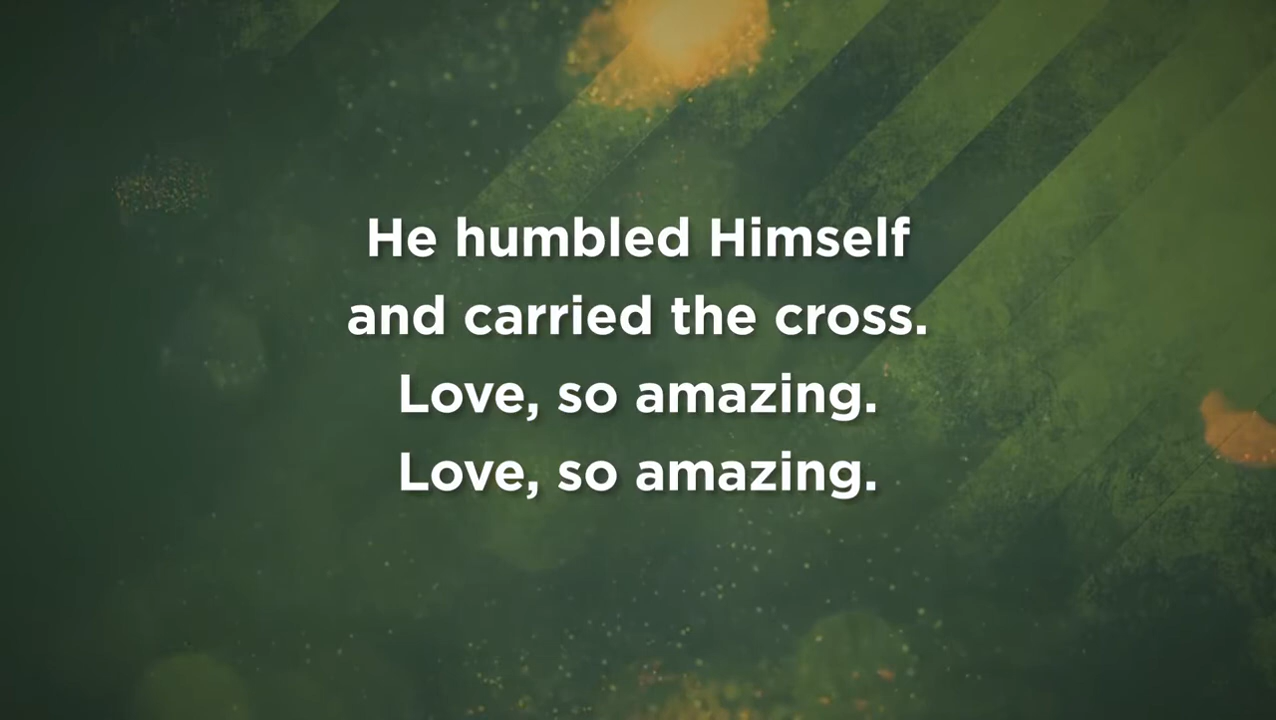 He humbled Himself
and carried the cross.
Love, so amazing.
Love, so amazing.